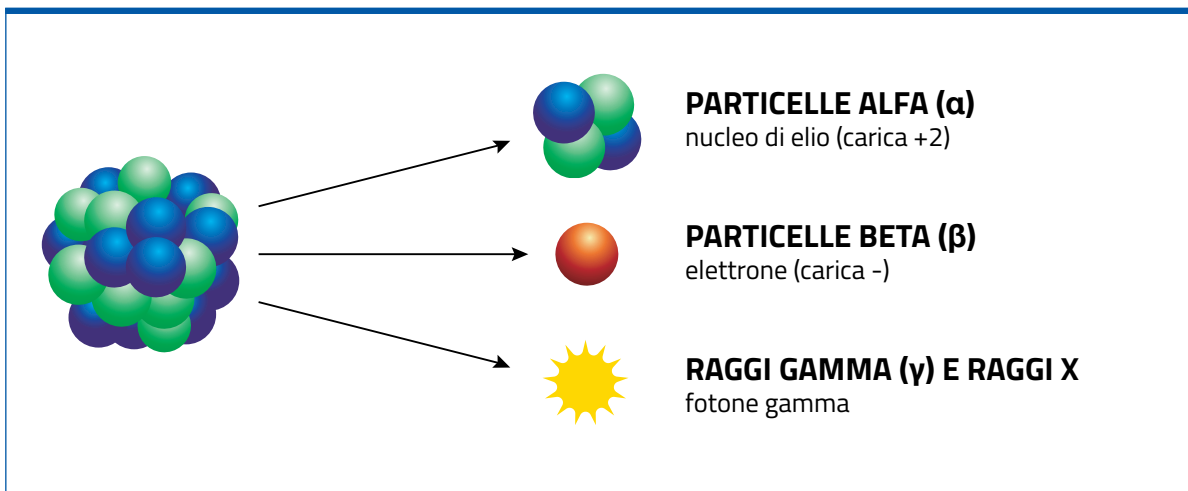 PARTICELLE ALFA (α)
nucleo di elio (carica +2)
PARTICELLE BETA (β)
elettrone (carica -)
RAGGI GAMMA (γ) E RAGGI X
fotone gamma